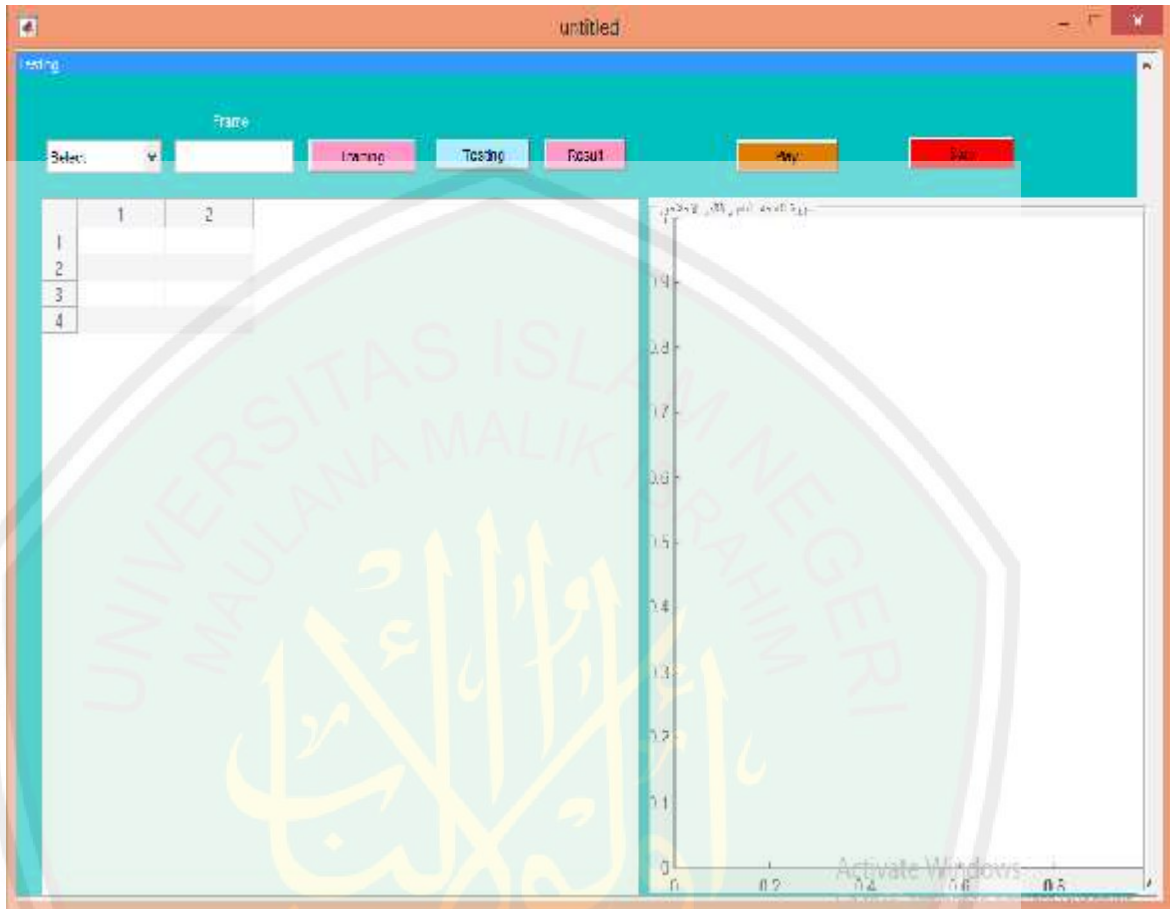 untitled
Testing
Frame
Select Training Testing Result Play
1 2
1
2
3
4
1
0.9
0.8
0.7
0.6
0.5
0.4
0.3
0.2
0.1
0
0 0.2 0.4 0.6 0.8
Activate Windows
UNIVERSITAS ISLAM NEGERI
MAULANA MALIK IBRAHIM